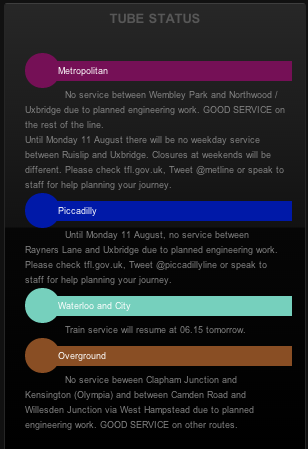 TUBE STATUS
Metropolitan
No service between Wembley Park and Northwood /
Uxbridge due to planned engineering work. GOOD SERVICE on
the rest of the line.
Until Monday 11 August there will be no weekday service
between Ruislip and Uxbridge. Closures at weekends will be
different. Please check tfl.gov.uk, Tweet @metline or speak to
staff for help planning your journey.
Piccadilly
Until Monday 11 August, no service between
Rayners Lane and Uxbridge due to planned engineering work.
Please check tfl.gov.uk, Tweet @piccadillyline or speak to
staff for help planning your journey.
Waterloo and City
Train service will resume at 06.15 tomorrow.
Overground
No service beween Clapham Junction and
Kensington (Olympia) and between Camden Road and
Willesden Junction via West Hampstead due to planned
engineering work. GOOD SERVICE on other routes.